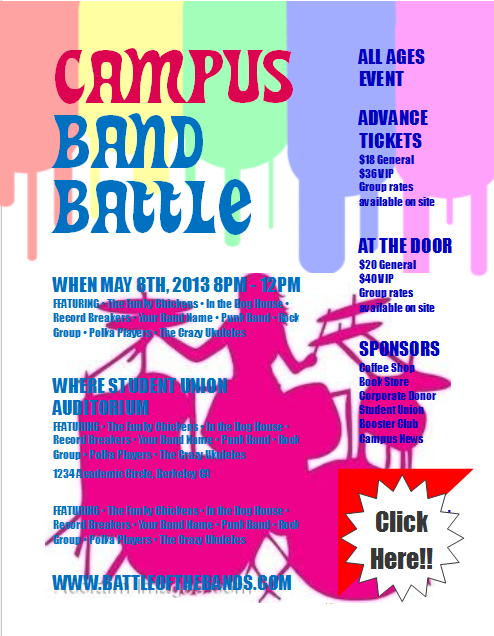 CAMPUS
BAND
BATTLE
WHEN MAY 8TH, 2013 8PM - 12PM
FEATURING • The Funky Chickens • In the Dog House •
Record Breakers • Your Band Name • Punk Band • Rock
Group • Polka Players • The Crazy Ukuleles
WHERE STUDENT UNION
AUDITORIUM
FEATURING • The Funky Chickens • In the Dog House •
Record Breakers • Your Band Name • Punk Band • Rock
Group • Polka Players • The Crazy Ukuleles
1234 Academic Circle, Berkeley
FEATURING • The Funky Chickens • In the Dog House •
Record Breakers • Your Band Name • Punk Band • Rock
Group • Polka Players • The Crazy Ukuleles
WWW.BATTLEOFTHEBANDS.COM
ALL AGES
EVENT
ADVANCE
TICKETS
$18 General
$36 VIP
Group rates
available on site
AT THE DOOR
$20 General
$40 VIP
Group rates
available on site
SPONSORS
Coffee Shop
Book Store
Corporate Donor
Student Union
Booster Club
Campus News
Click
Here!!